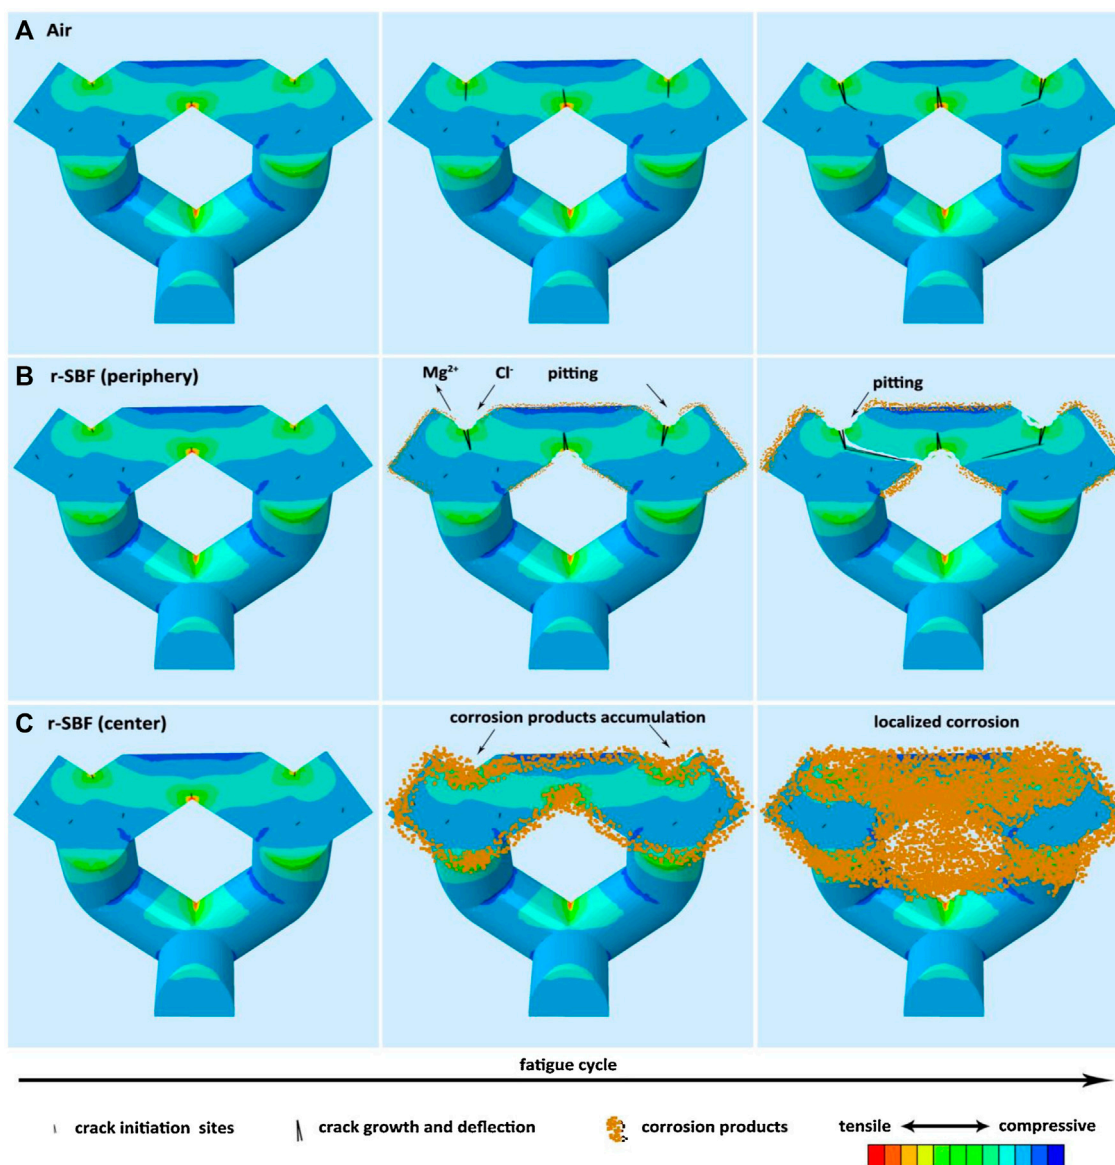 A Air
B r-SBF (periphery)
Mg²⁺ Cl⁻ pitting
pitting
C r-SBF (center)
corrosion products accumulation
localized corrosion
fatigue cycle
crack initiation sites
crack growth and deflection
corrosion products
tensile compressive